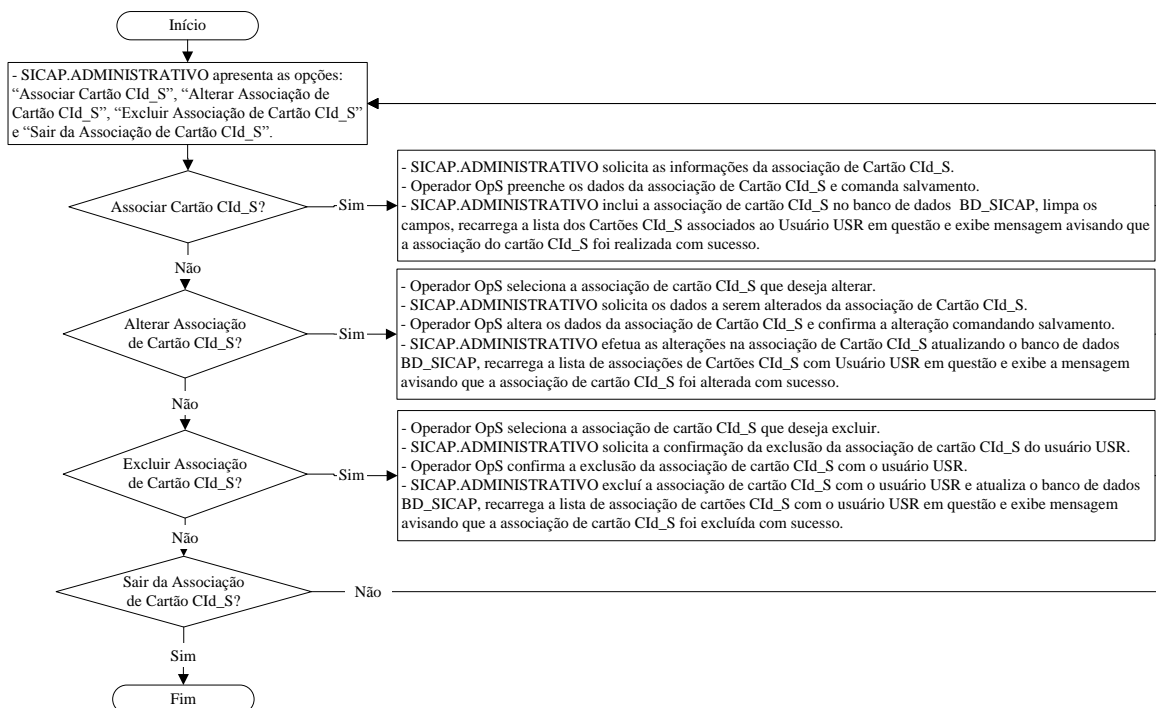 Início
- SICAP.ADMINISTRATIVO apresenta as opções:
“Associar Cartão CId_S”, “Alterar Associação de
Cartão CId_S”, “Excluir Associação de Cartão CId_S”
e “Sair da Associação de Cartão CId_S”.
Associar Cartão CId_S?
Sim
- SICAP.ADMINISTRATIVO solicita as informações da associação de Cartão CId_S.
- Operador OpS preenche os dados da associação de Cartão CId_S e comanda salvamento.
- SICAP.ADMINISTRATIVO inclui a associação de cartão CId_S no banco de dados BD_SICAP, limpa os
campos, recarrega a lista dos Cartões CId_S associados ao Usuário USR em questão e exibe mensagem avisando que
a associação do cartão CId_S foi realizada com sucesso.
Não
Alterar Associação
de Cartão CId_S?
Sim
- Operador OpS seleciona a associação de cartão CId_S que deseja alterar.
- SICAP.ADMINISTRATIVO solicita os dados a serem alterados da associação de Cartão CId_S.
- Operador OpS altera os dados da associação de Cartão CId_S e confirma a alteração comandando salvamento.
- SICAP.ADMINISTRATIVO efetua as alterações na associação de Cartão CId_S atualizando o banco de dados
BD_SICAP, recarrega a lista de associações de Cartões CId_S com Usuário USR em questão e exibe a mensagem
avisando que a associação de cartão CId_S foi alterada com sucesso.
Não
Excluir Associação
de Cartão CId_S?
Sim
- Operador OpS seleciona a associação de cartão CId_S que deseja excluir.
- SICAP.ADMINISTRATIVO solicita a confirmação da exclusão da associação de cartão CId_S do usuário USR.
- Operador OpS confirma a exclusão da associação de cartão CId_S com o usuário USR.
- SICAP.ADMINISTRATIVO excluí a associação de cartão CId_S com o usuário USR e atualiza o banco de dados
BD_SICAP, recarrega a lista de associação de cartões CId_S com o usuário USR em questão e exibe mensagem
avisando que a associação de cartão CId_S foi excluída com sucesso.
Não
Sair da Associação
de Cartão CId_S?
Não
Sim
Fim